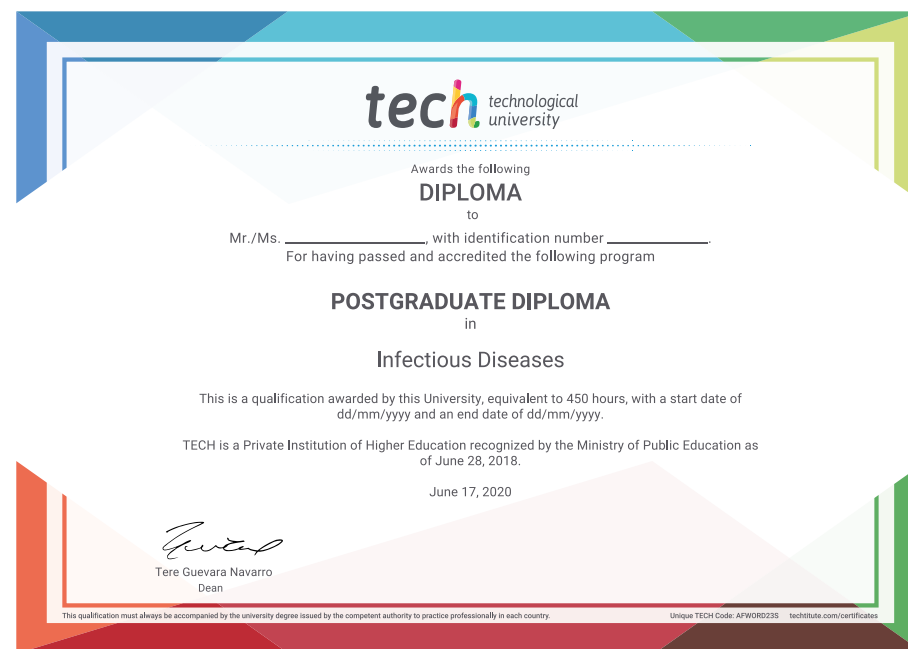 tech technological
university
Awards the following
DIPLOMA
to
Mr./Ms. ____________________, with identification number ______________.
For having passed and accredited the following program
POSTGRADUATE DIPLOMA
in
Infectious Diseases
This is a qualification awarded by this University, equivalent to 450 hours, with a start date of
dd/mm/yyyy and an end date of dd/mm/yyyy.
TECH is a Private Institution of Higher Education recognized by the Ministry of Public Education as
of June 28, 2018.
June 17, 2020
Tere Guevara Navarro
Dean
This qualification must always be accompanied by the university degree issued by the competent authority to practice professionally in each country.
Unique TECH Code: AFWORD23S techtitute.com/certificates